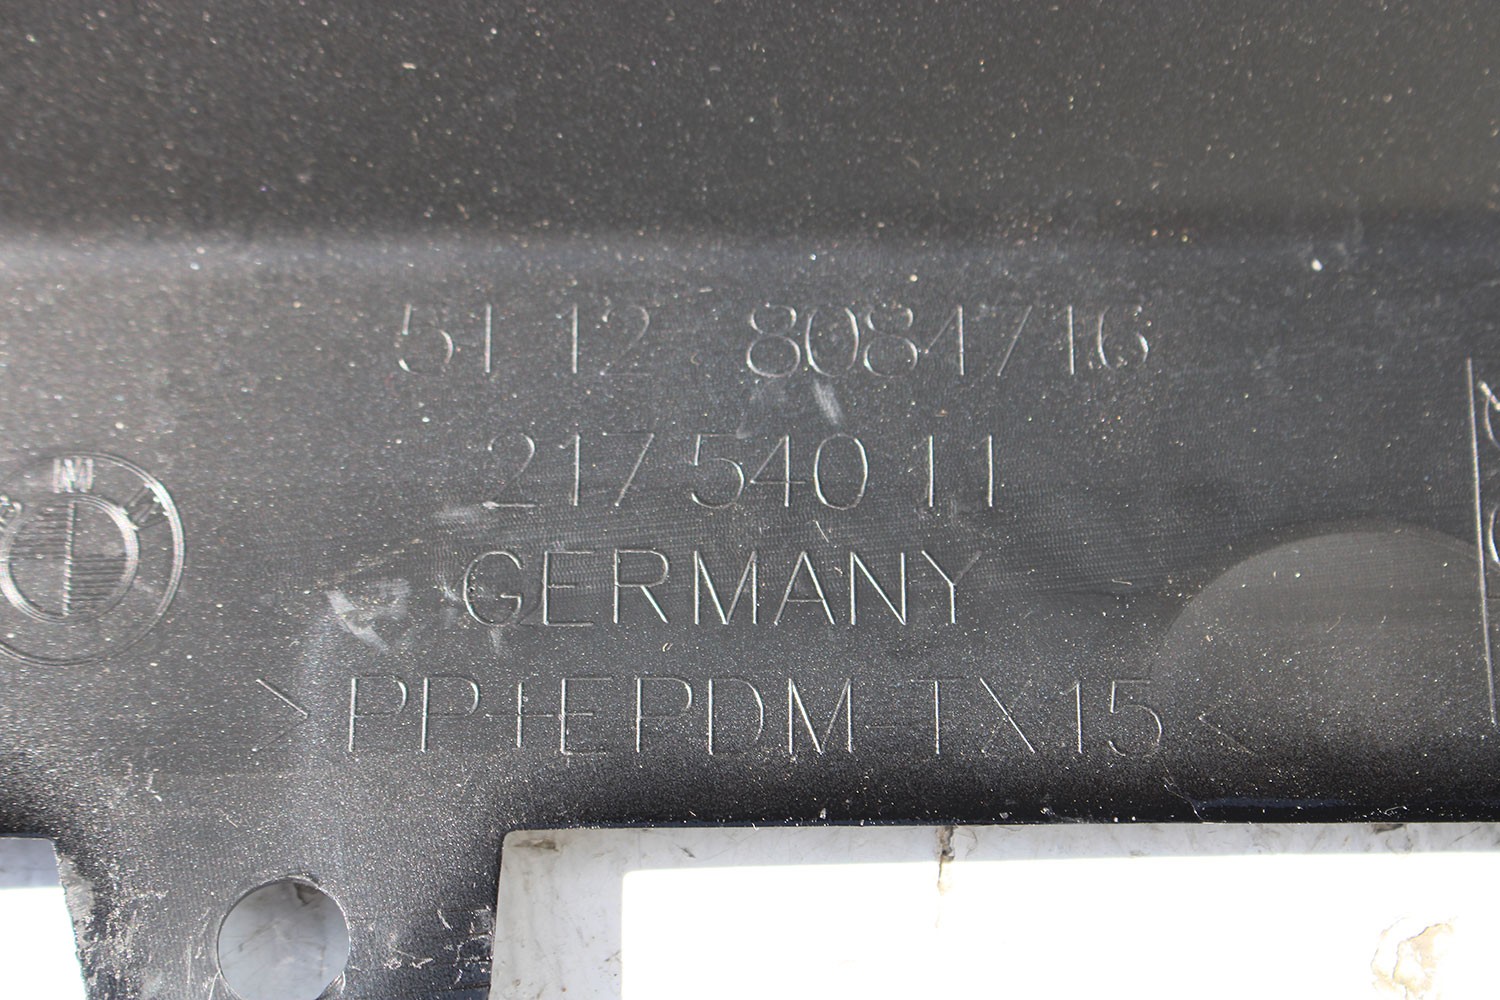 51 12 8084716
217 540 11
GERMANY
>PP+EPDM-TX15<